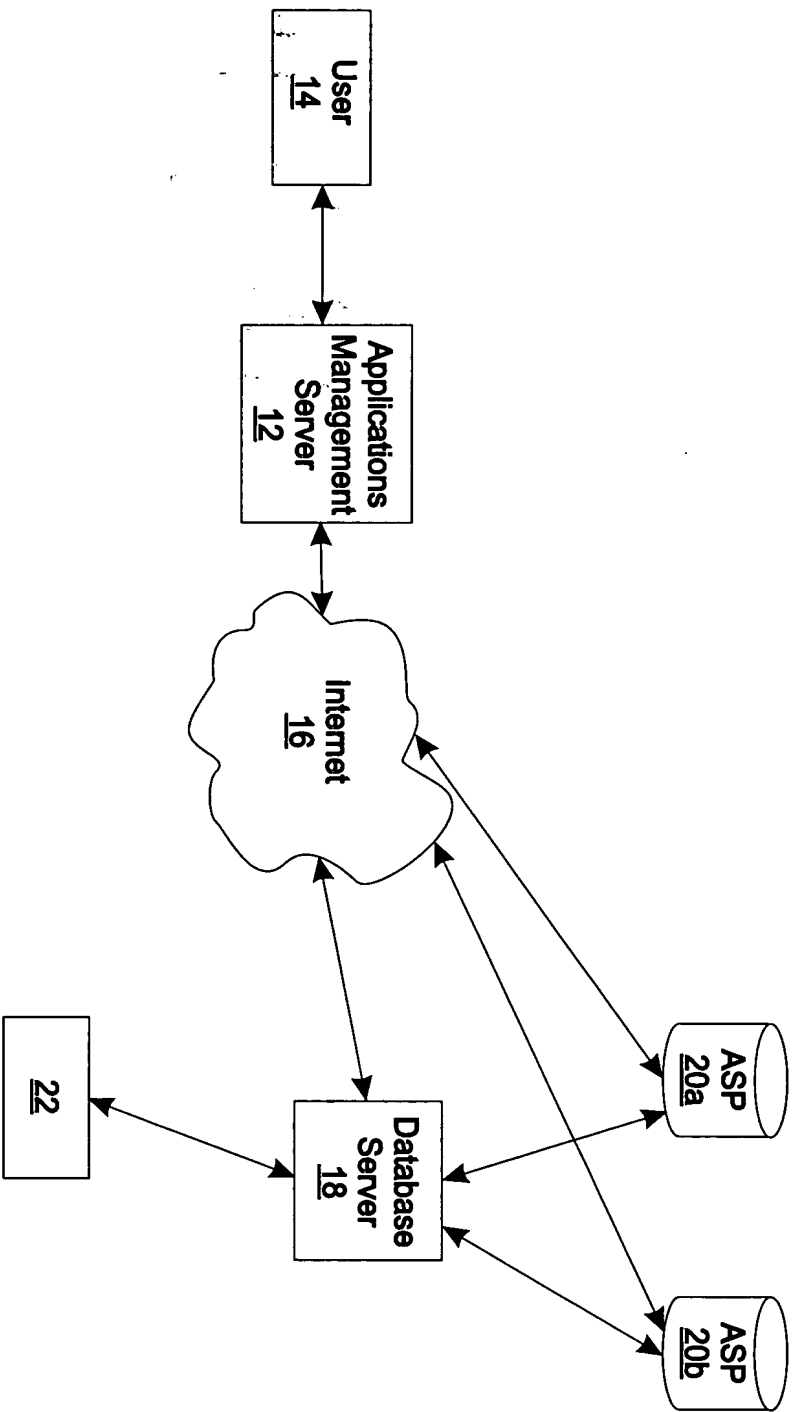 User
14
Applications
Management
Server
12
Internet
16
ASP
20a
ASP
20b
Database
Server
18
22